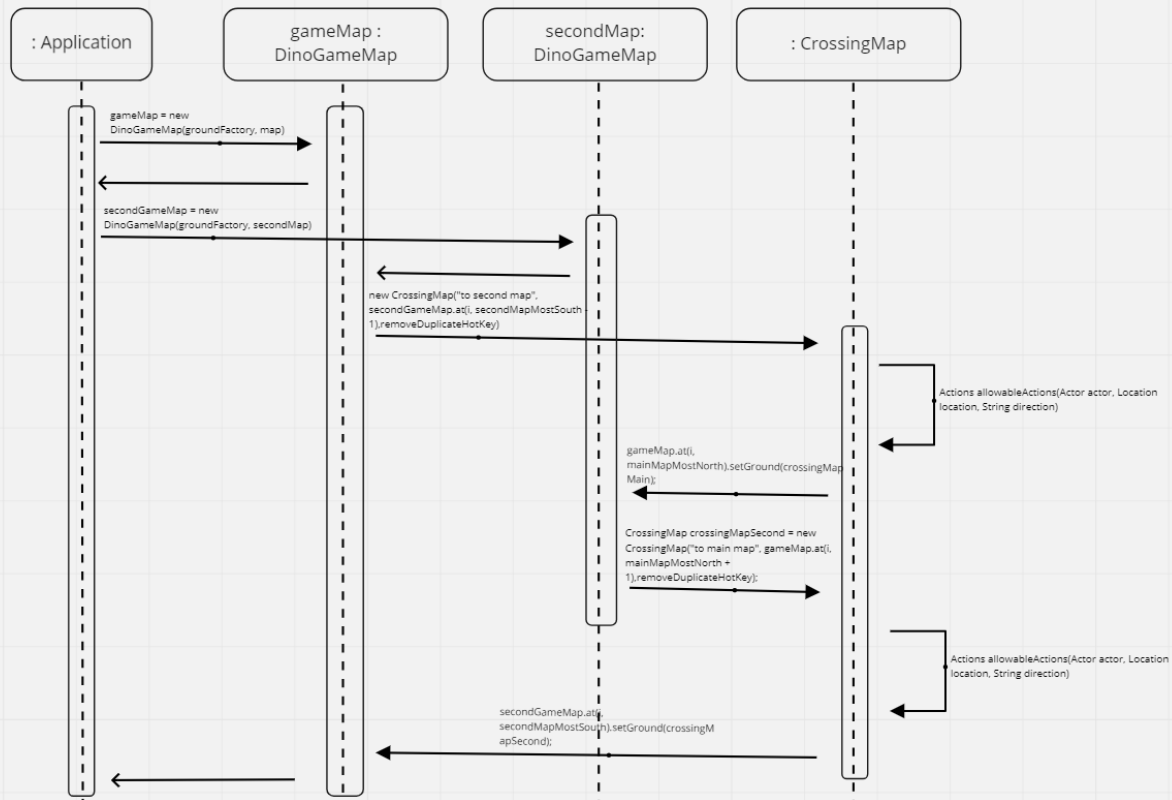 : Application
gameMap :
DinoGameMap
secondMap:
DinoGameMap
: CrossingMap
gameMap = new
DinoGameMap(groundFactory, map)
secondGameMap = new
DinoGameMap(groundFactory, secondMap)
new CrossingMap("to second map",
secondGameMap.at(i, secondMapMostSouth -
1),removeDuplicateHotKey)
Actions allowableActions(Actor actor, Location
location, String direction)
gameMap.at(i,
mainMapMostNorth).setGround(crossingMap
Main);
CrossingMap crossingMapSecond = new
CrossingMap("to main map", gameMap.at(i,
mainMapMostNorth +
1),removeDuplicateHotKey);
Actions allowableActions(Actor actor, Location
location, String direction)
secondGameMap.at(i,
secondMapMostSouth).setGround(crossingM
apSecond);